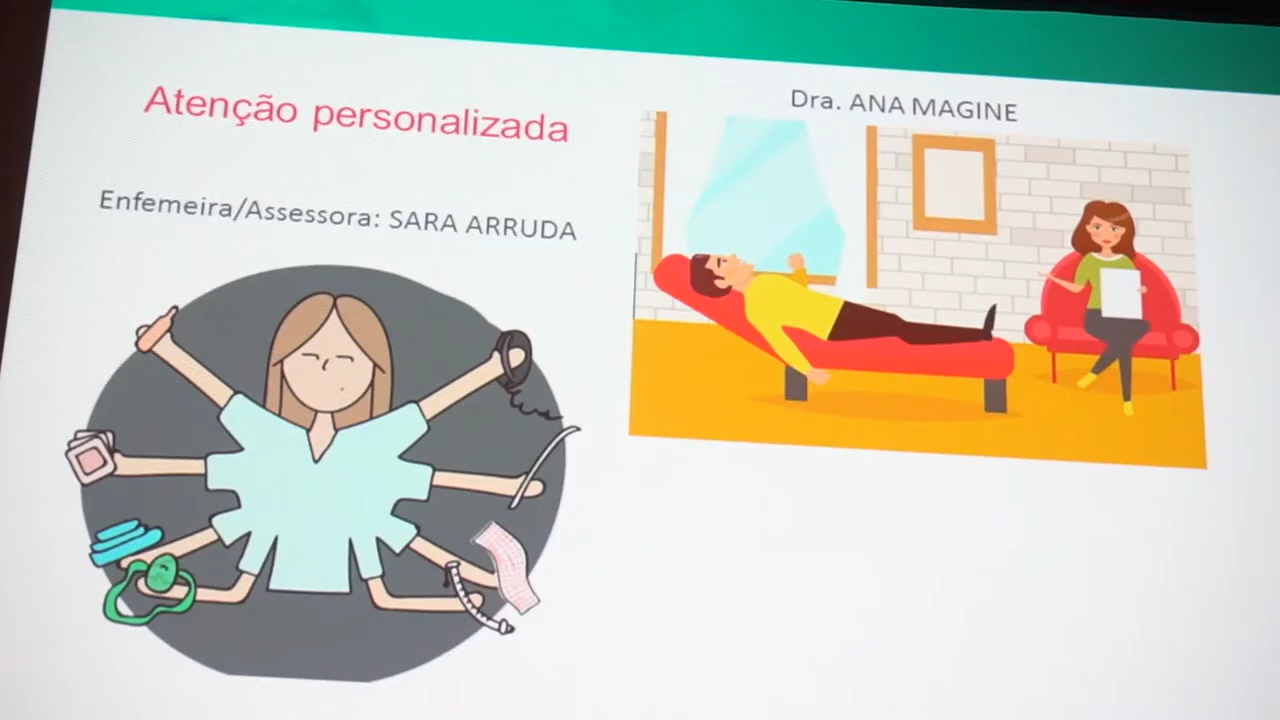 Atenção personalizada
Enfemeira/Assessora: SARA ARRUDA
Dra. ANA MAGINE